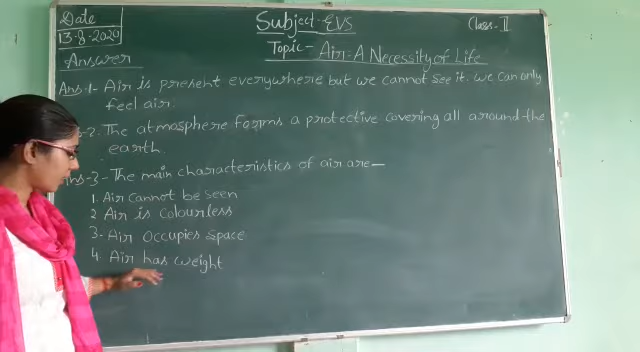 Date
13-8-2020
Subject-EVS
Class-II
Topic- Air:A Necessity of Life
Answer
Ans.1- Air is present everywhere but we cannot see it. We can only
feel air.
-2. The atmosphere forms a protective covering all around-the
earth.
Ans-3-The main characteristics of air are—
1. Air cannot be seen
2 Air is colourless
3- Air occupies space
4. Air has weight